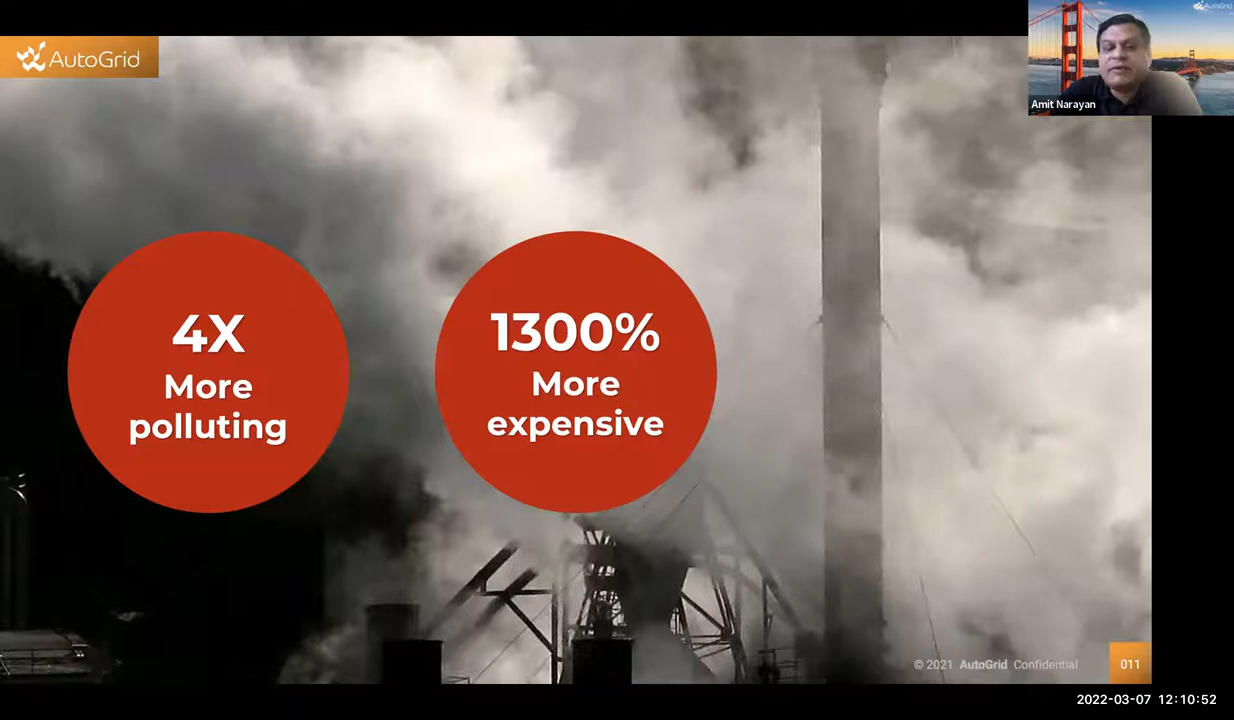 AutoGrid
AutoGrid
Amit Narayan
4X
More
polluting
1300%
More
expensive
© 2021 AutoGrid Confidential
011
2022-03-07 12:10:52